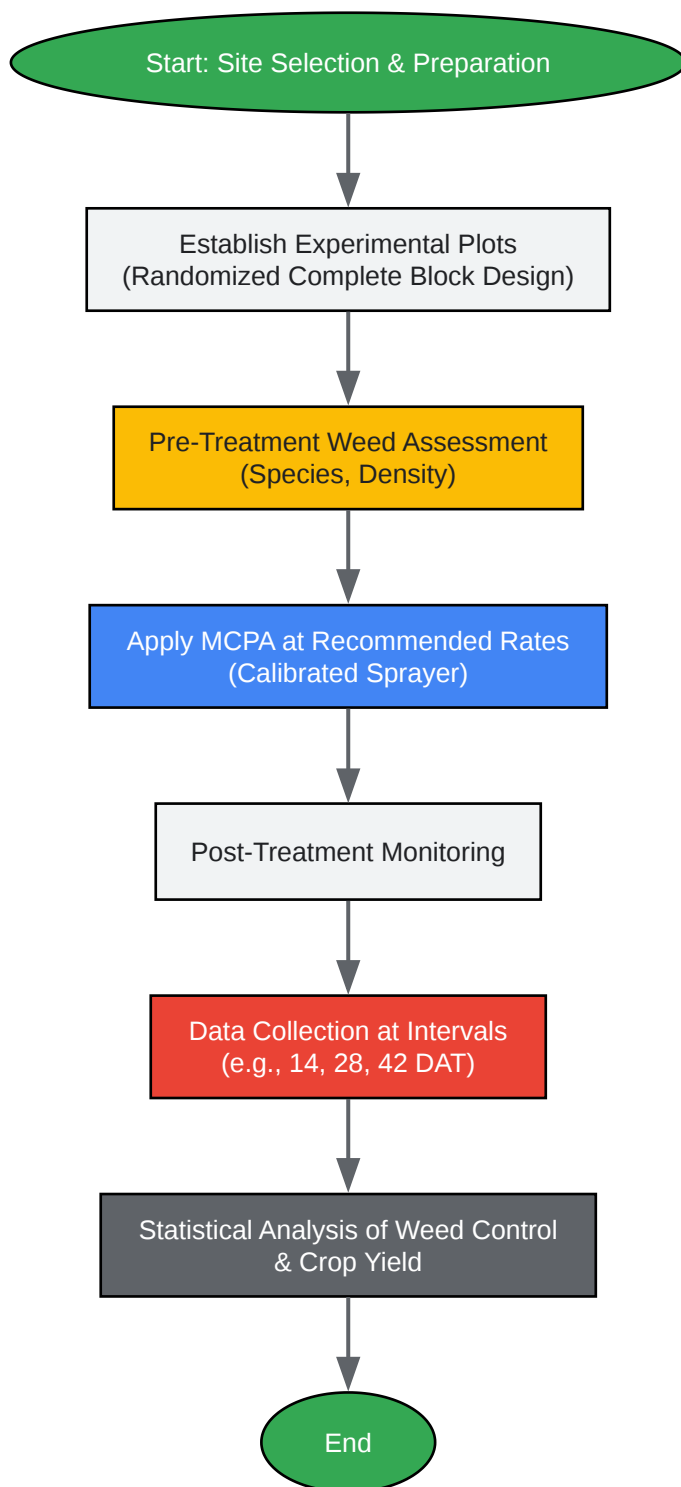 Start: Site Selection & Preparation
Establish Experimental Plots
(Randomized Complete Block Design)
Pre-Treatment Weed Assessment
(Species, Density)
Apply MCPA at Recommended Rates
(Calibrated Sprayer)
Post-Treatment Monitoring
Data Collection at Intervals
(e.g., 14, 28, 42 DAT)
Statistical Analysis of Weed Control
& Crop Yield
End